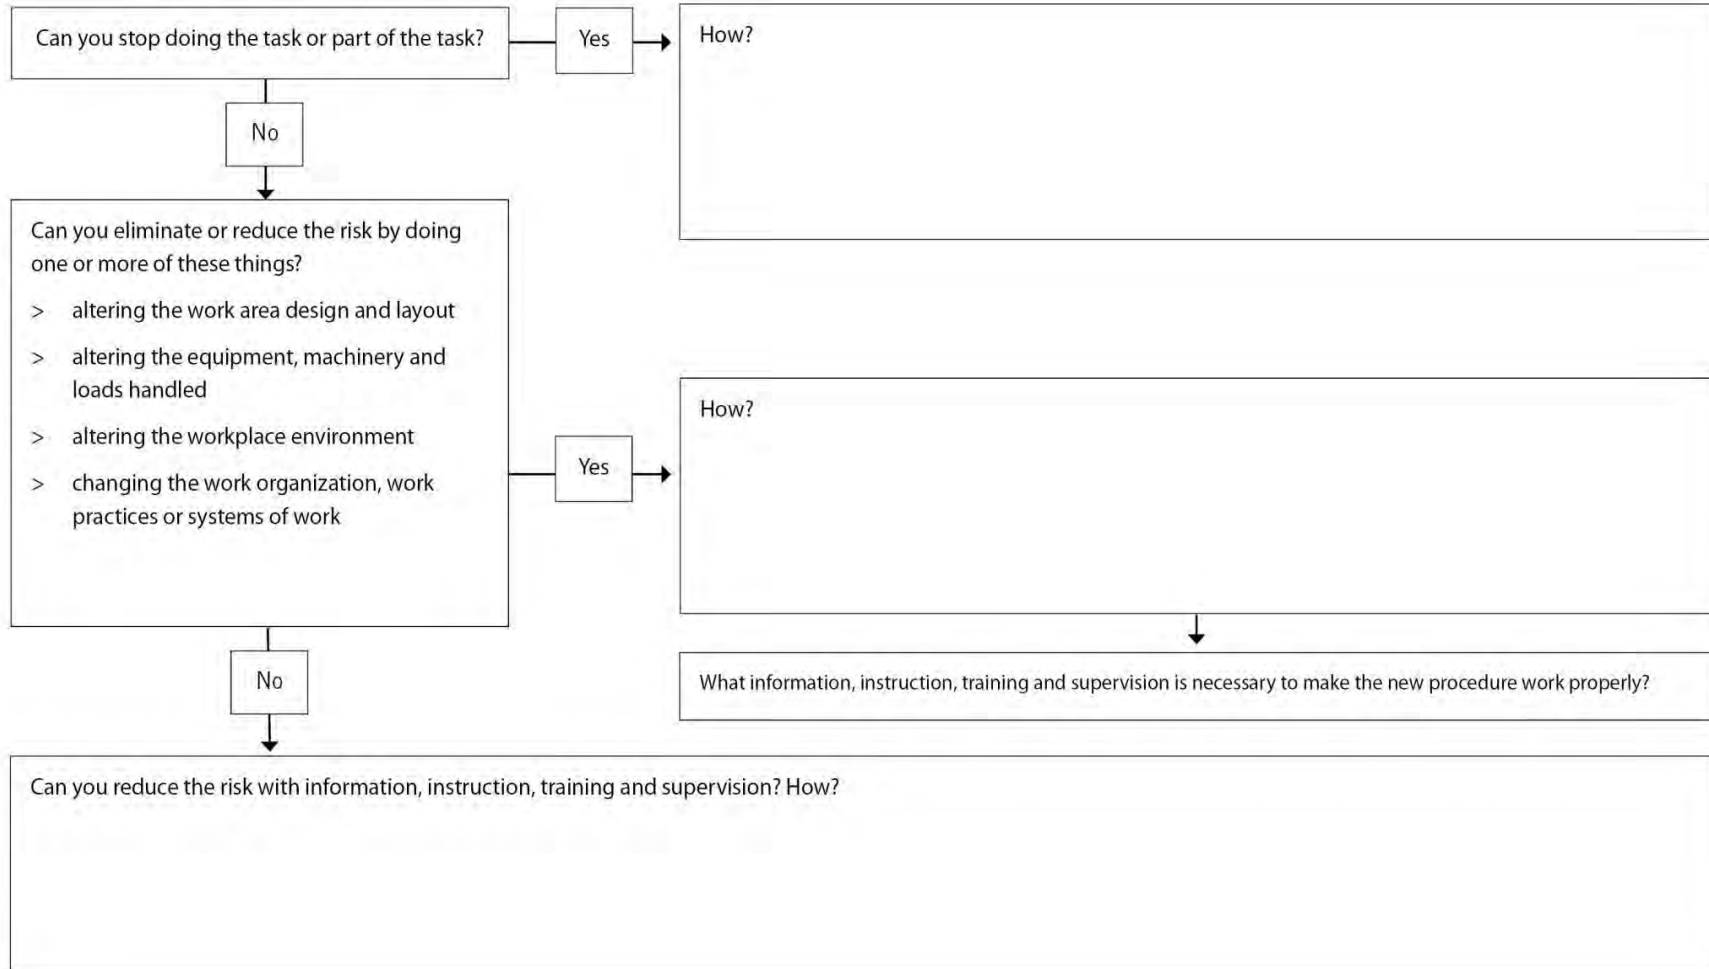 Can you stop doing the task or part of the task?
Yes
How?
No
Can you eliminate or reduce the risk by doing
one or more of these things?
> altering the work area design and layout
> altering the equipment, machinery and
loads handled
> altering the workplace environment
> changing the work organization, work
practices or systems of work
Yes
How?
No
What information, instruction, training and supervision is necessary to make the new procedure work properly?
Can you reduce the risk with information, instruction, training and supervision? How?